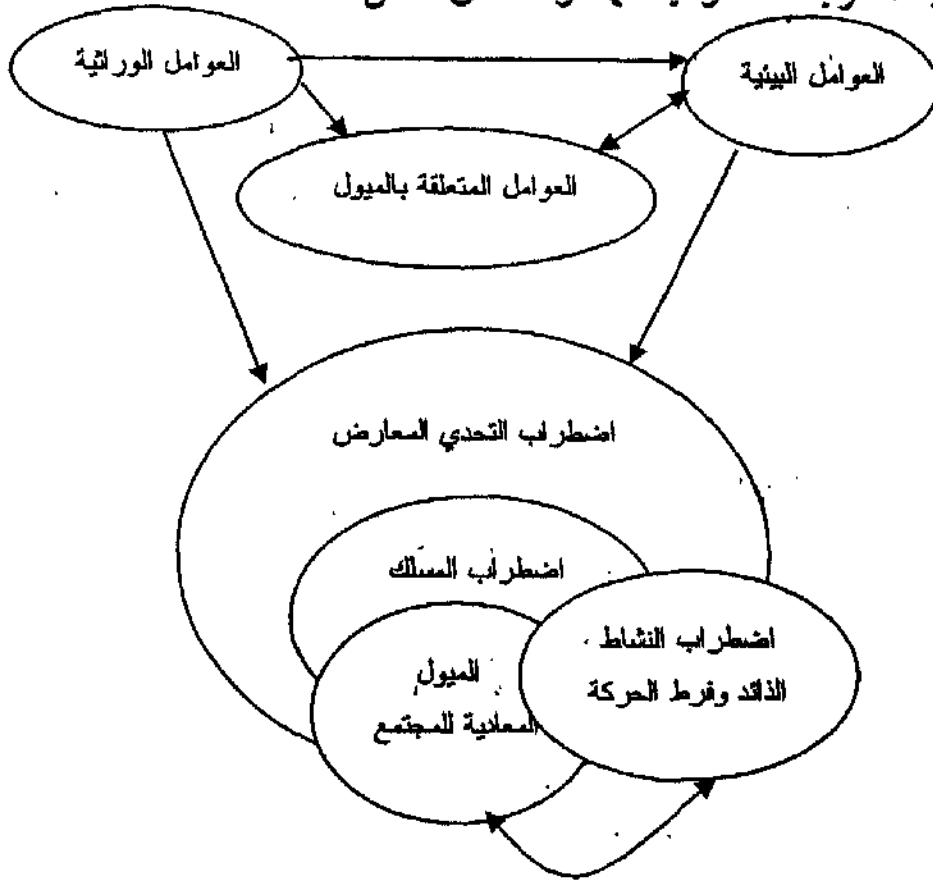 العوامل الوراثية
العوامل البيئية
العوامل المتعلقة بالميول
اضطراب التحدي المعارض
اضطراب المسلك
اضطراب النشاط
الذائد وفرط الحركة
الميول
المعادية للمجتمع